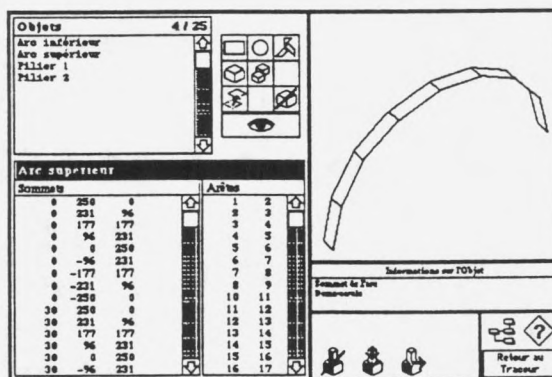 Objets 4 / 25
Arc inférieur
Arc supérieur
Pilier 1
Pilier 2
Arc superieur
Sommets
0 250 0
0 231 96
0 177 177
0 96 231
0 0 250
0 -96 231
0 -177 177
0 -231 96
0 -250 0
30 250 0
30 231 96
30 177 177
30 96 231
30 0 250
30 -96 231
Arêtes
1 2
2 3
3 4
4 5
5 6
6 7
7 8
8 9
10 11
11 12
12 13
13 14
14 15
15 16
16 17
Informations sur l'Objet
Sommet de l'arc
Retour au
Traceur